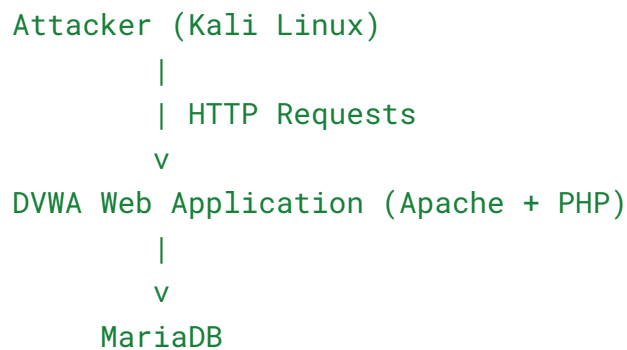 Attacker (Kali Linux)
|
| HTTP Requests
v
DVWA Web Application (Apache + PHP)
|
v
MariaDB